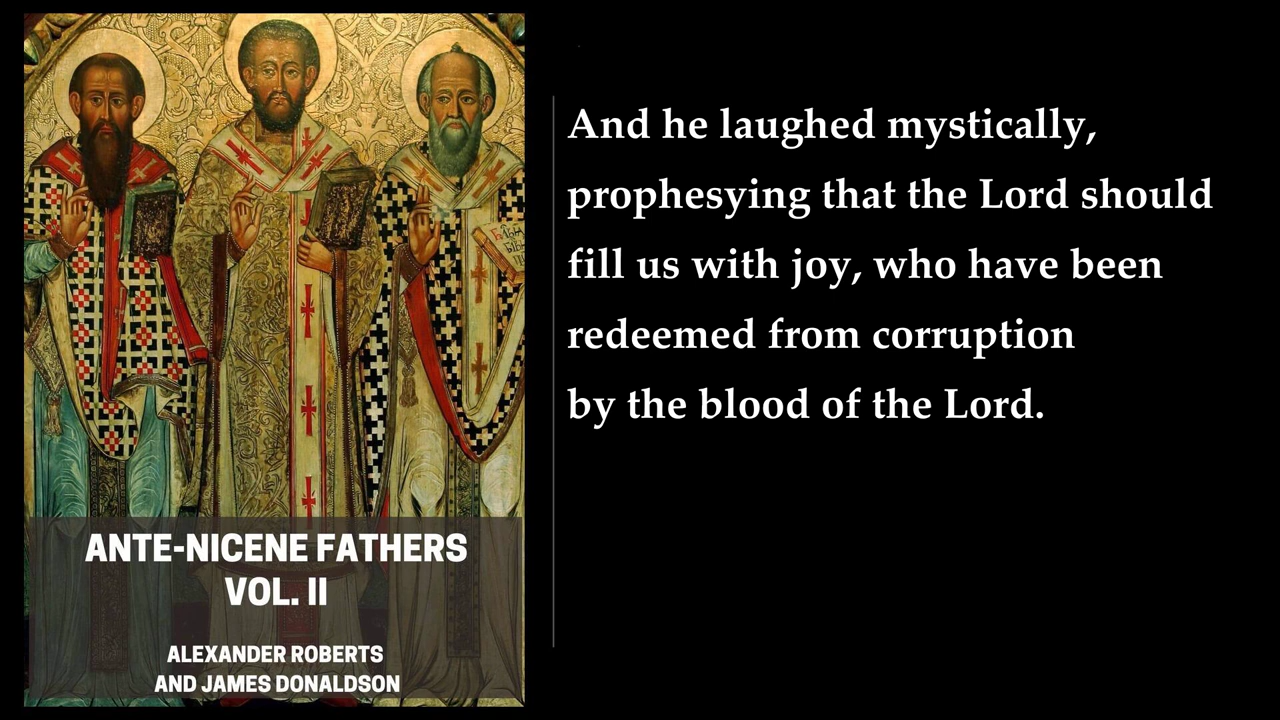 And he laughed mystically,
prophesying that the Lord should
fill us with joy, who have been
redeemed from corruption
by the blood of the Lord.
ANTE-NICENE FATHERS
VOL. II
ALEXANDER ROBERTS
AND JAMES DONALDSON